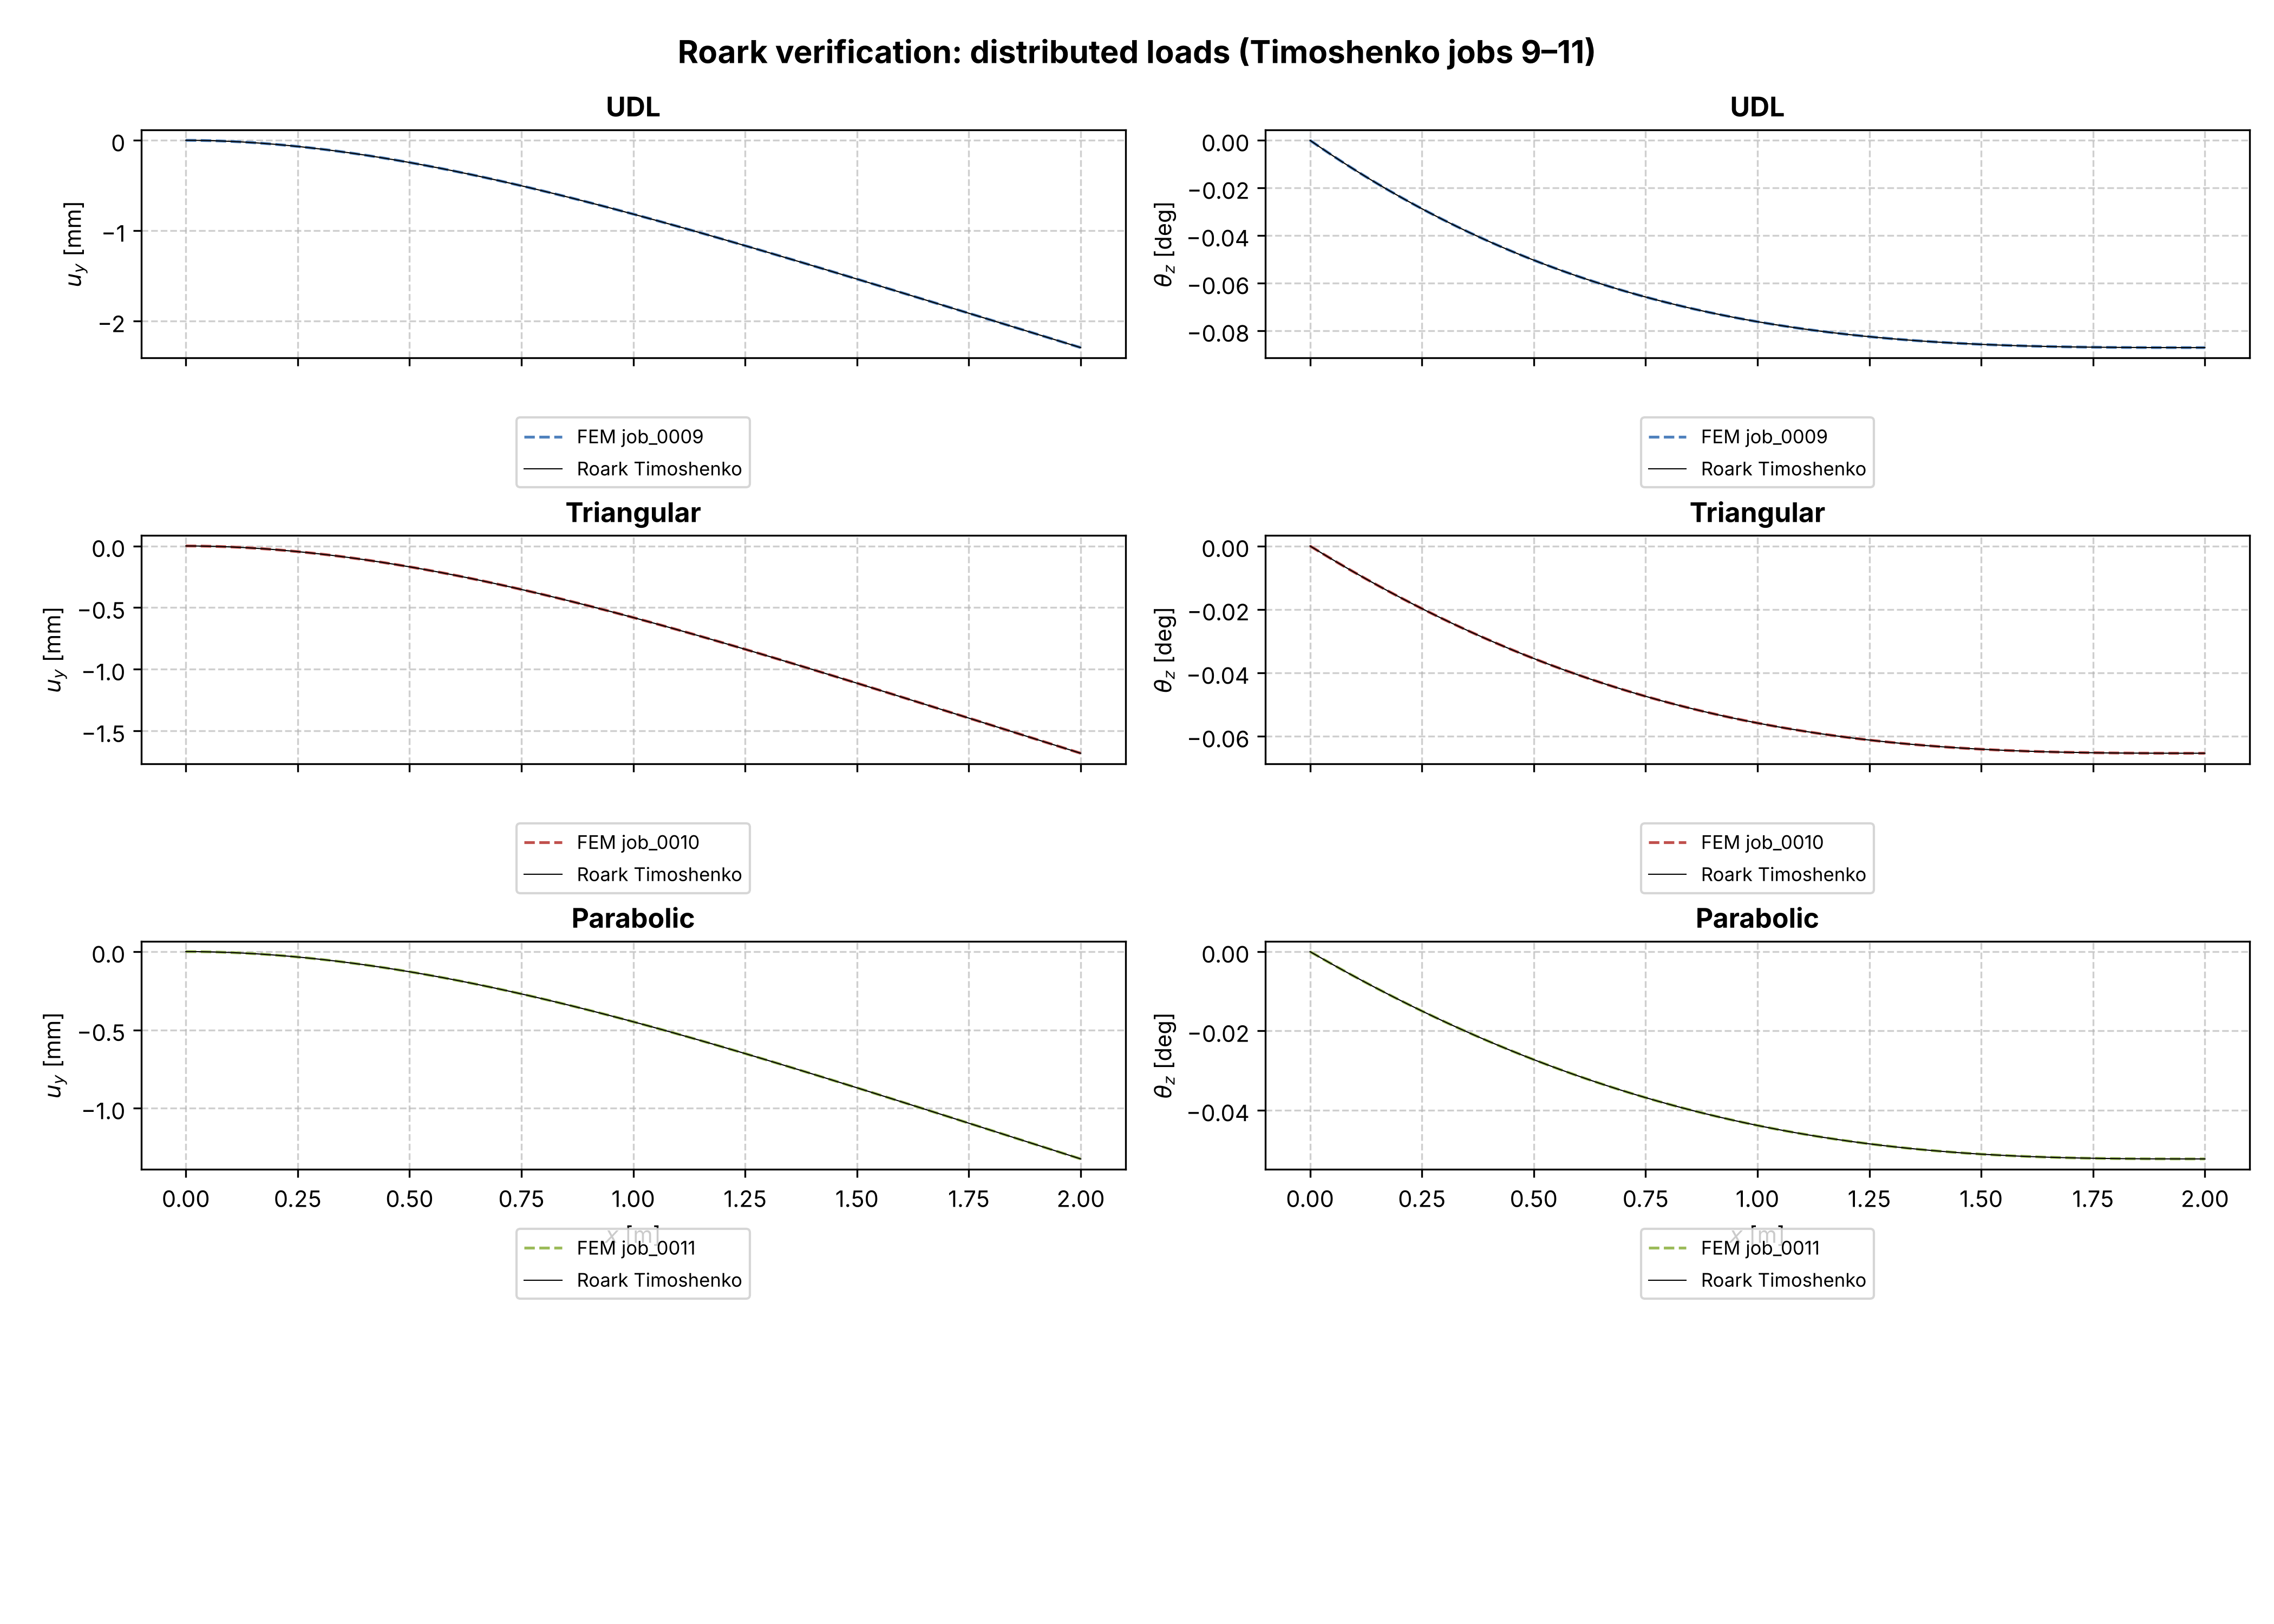 Roark verification: distributed loads (Timoshenko jobs 9–11)
UDL
0
−1
−2
u_y [mm]
FEM job_0009
Roark Timoshenko
UDL
0.00
−0.02
−0.04
−0.06
−0.08
θ_z [deg]
FEM job_0009
Roark Timoshenko
Triangular
0.0
−0.5
−1.0
−1.5
u_y [mm]
FEM job_0010
Roark Timoshenko
Triangular
0.00
−0.02
−0.04
−0.06
θ_z [deg]
FEM job_0010
Roark Timoshenko
Parabolic
0.0
−0.5
−1.0
u_y [mm]
0.00 0.25 0.50 0.75 1.00 1.25 1.50 1.75 2.00
x [m]
FEM job_0011
Roark Timoshenko
Parabolic
0.00
−0.02
−0.04
θ_z [deg]
0.00 0.25 0.50 0.75 1.00 1.25 1.50 1.75 2.00
x [m]
FEM job_0011
Roark Timoshenko